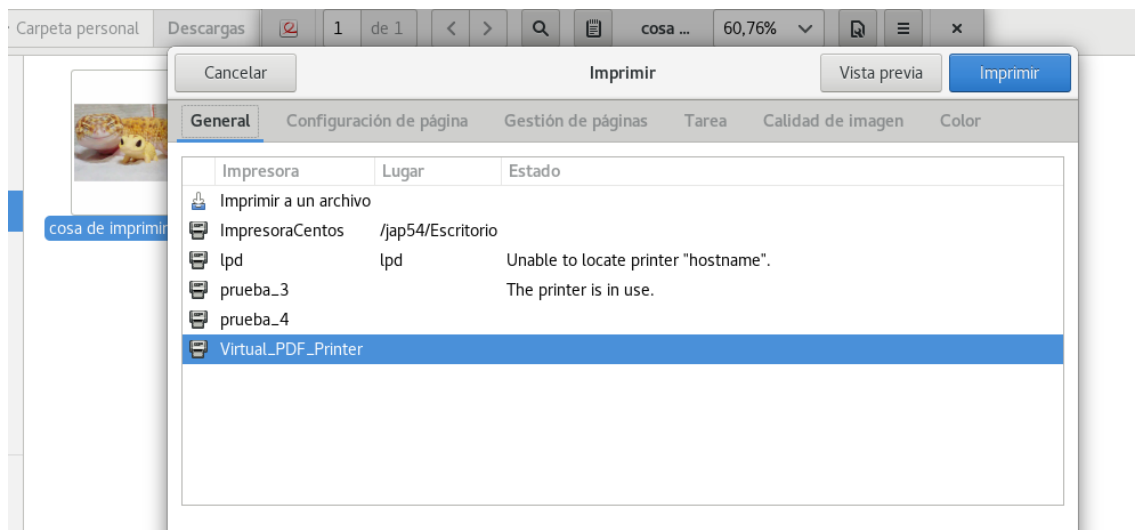 Carpeta personal Descargas 1 de 1 cosa ... 60,76%
Cancelar Imprimir Vista previa Imprimir
General Configuración de página Gestión de páginas Tarea Calidad de imagen Color
Impresora Lugar Estado
Imprimir a un archivo
cosa de imprimir
ImpresoraCentos /jap54/Escritorio
lpd lpd Unable to locate printer "hostname".
prueba_3 The printer is in use.
prueba_4
Virtual_PDF_Printer